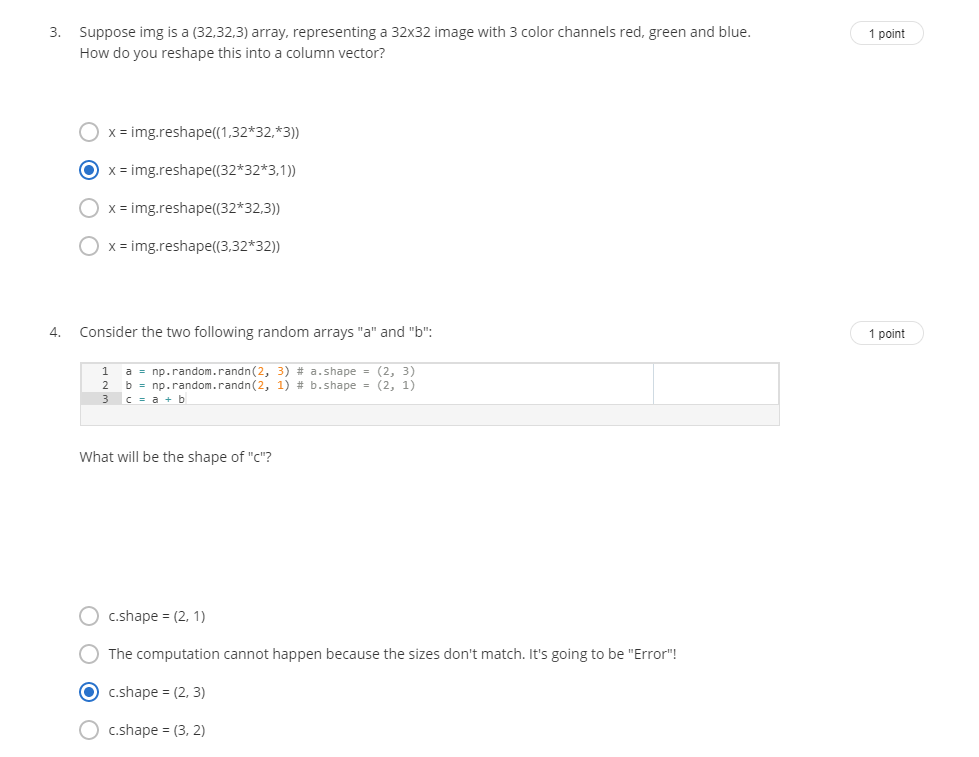 3. Suppose img is a (32,32,3) array, representing a 32x32 image with 3 color channels red, green and blue.
How do you reshape this into a column vector?
1 point
x = img.reshape((1,32*32,*3))
x = img.reshape((32*32*3,1))
x = img.reshape((32*32,3))
x = img.reshape((3,32*32))
4. Consider the two following random arrays "a" and "b":
1 point
1 a = np.random.randn(2, 3) # a.shape = (2, 3)
2 b = np.random.randn(2, 1) # b.shape = (2, 1)
3 c = a + b
What will be the shape of "c"?
c.shape = (2, 1)
The computation cannot happen because the sizes don't match. It's going to be "Error"!
c.shape = (2, 3)
c.shape = (3, 2)